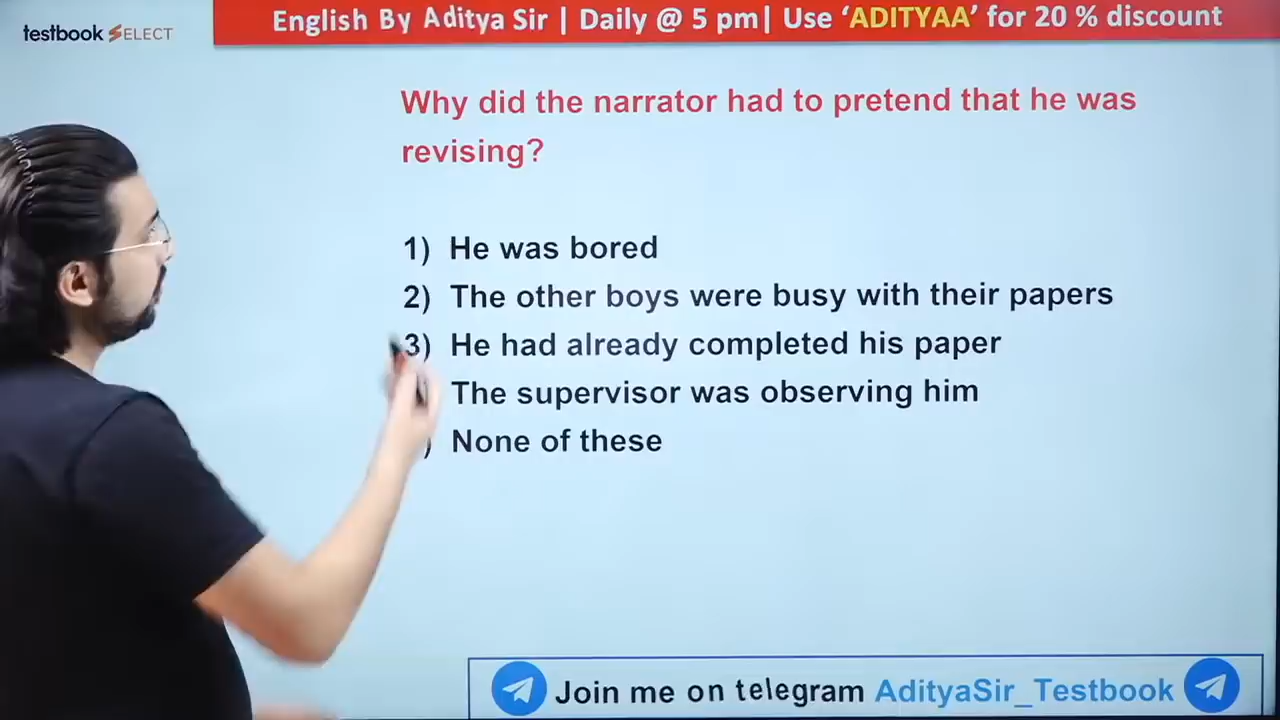 testbook SELECT
English By Aditya Sir | Daily @ 5 pm| Use ‘ADITYAA’ for 20 % discount
Why did the narrator had to pretend that he was
revising?
1) He was bored
2) The other boys were busy with their papers
3) He had already completed his paper
The supervisor was observing him
) None of these
Join me on telegram AdityaSir_Testbook